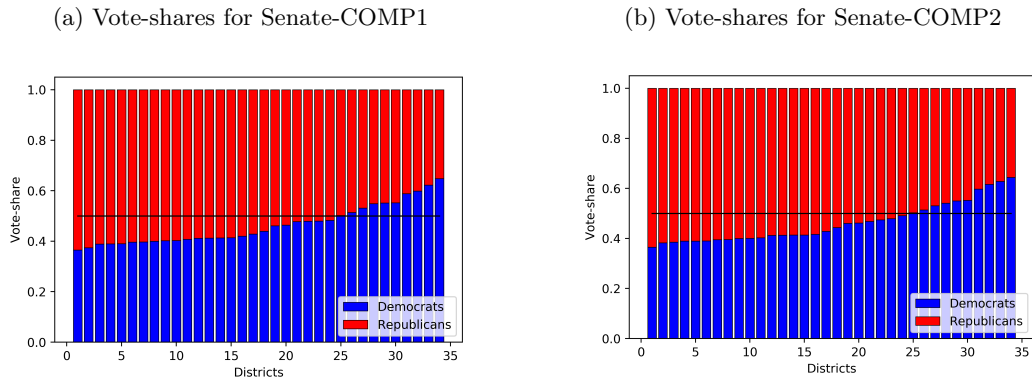 (a) Vote-shares for Senate-COMP1
1.0
0.8
0.6
0.4
0.2
0.0
Vote-share
Democrats
Republicans
0 5 10 15 20 25 30 35
Districts
(b) Vote-shares for Senate-COMP2
1.0
0.8
0.6
0.4
0.2
0.0
Vote-share
Democrats
Republicans
0 5 10 15 20 25 30 35
Districts